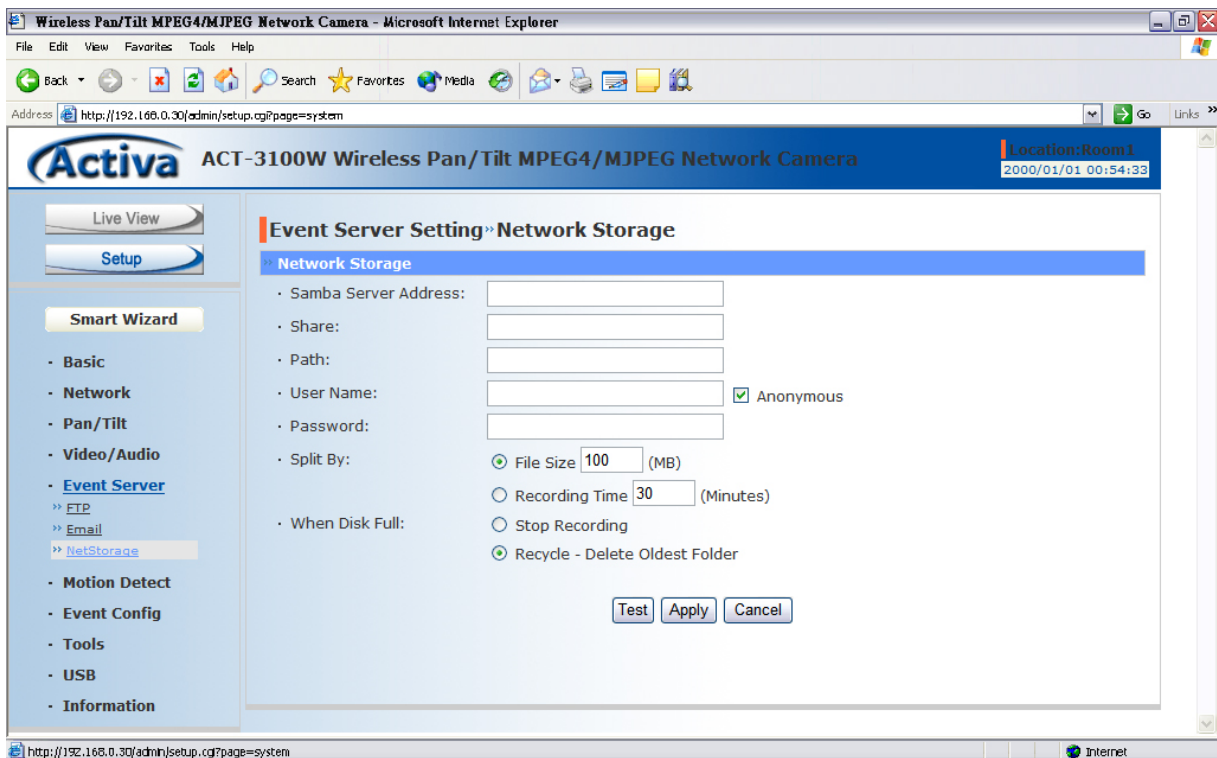 Wireless Pan/Tilt MPEG4/MJPEG Network Camera - Microsoft Internet Explorer
File Edit View Favorites Tools Help
Back Search Favorites Media
Address http://192.168.0.30/admin/setup.cgi?page=system Go Links »
Activa ACT-3100W Wireless Pan/Tilt MPEG4/MJPEG Network Camera
Location:Room1
2000/01/01 00:54:33
Live View
Setup
Smart Wizard
· Basic
· Network
· Pan/Tilt
· Video/Audio
· Event Server
» FTP
» Email
» NetStorage
· Motion Detect
· Event Config
· Tools
· USB
· Information
Event Server Setting»Network Storage
» Network Storage
· Samba Server Address:
· Share:
· Path:
· User Name: Anonymous
· Password:
· Split By: File Size 100 (MB)
Recording Time 30 (Minutes)
· When Disk Full: Stop Recording
Recycle - Delete Oldest Folder
Test Apply Cancel
http://192.168.0.30/admin/setup.cgi?page=system Internet